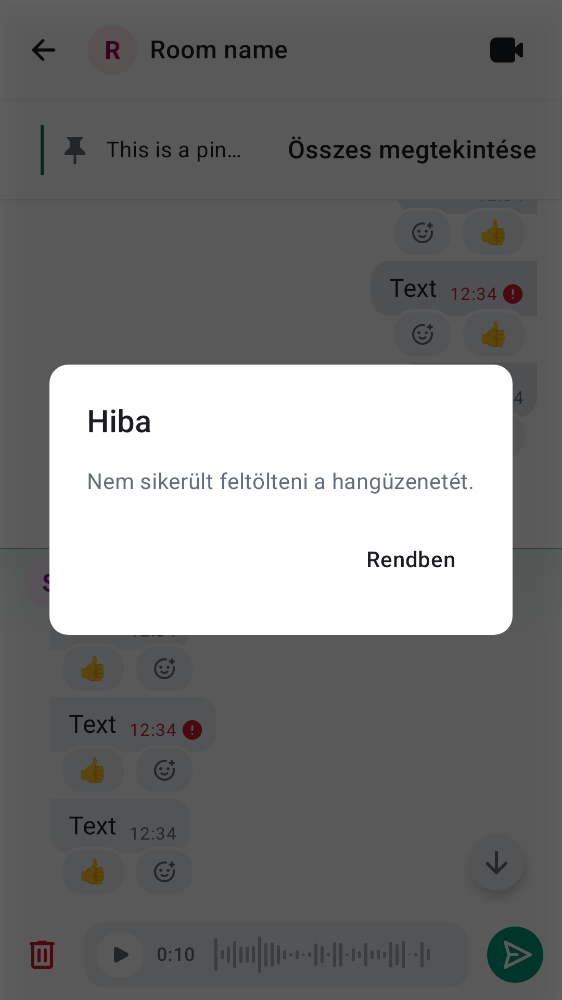 R Room name
This is a pin... Összes megtekintése
Text 12:34
4
Hiba
Nem sikerült feltölteni a hangüzenetét.
Rendben
Text 12:34
Text 12:34
0:10